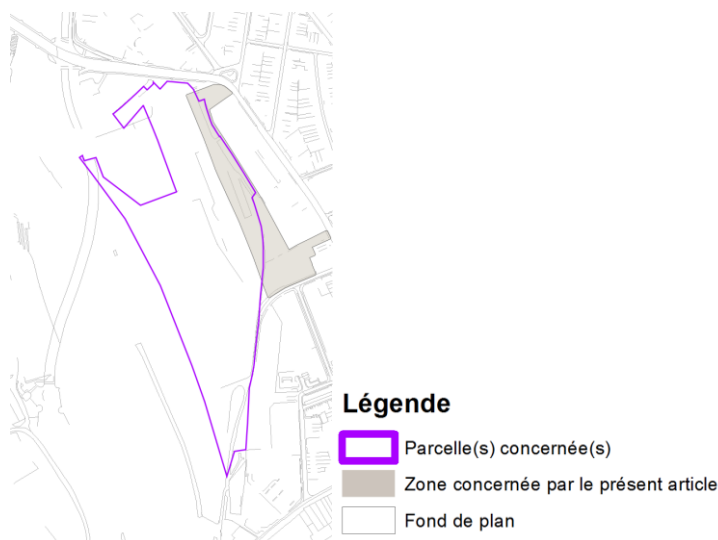 Légende
Parcelle(s) concernée(s)
Zone concernée par le présent article
Fond de plan